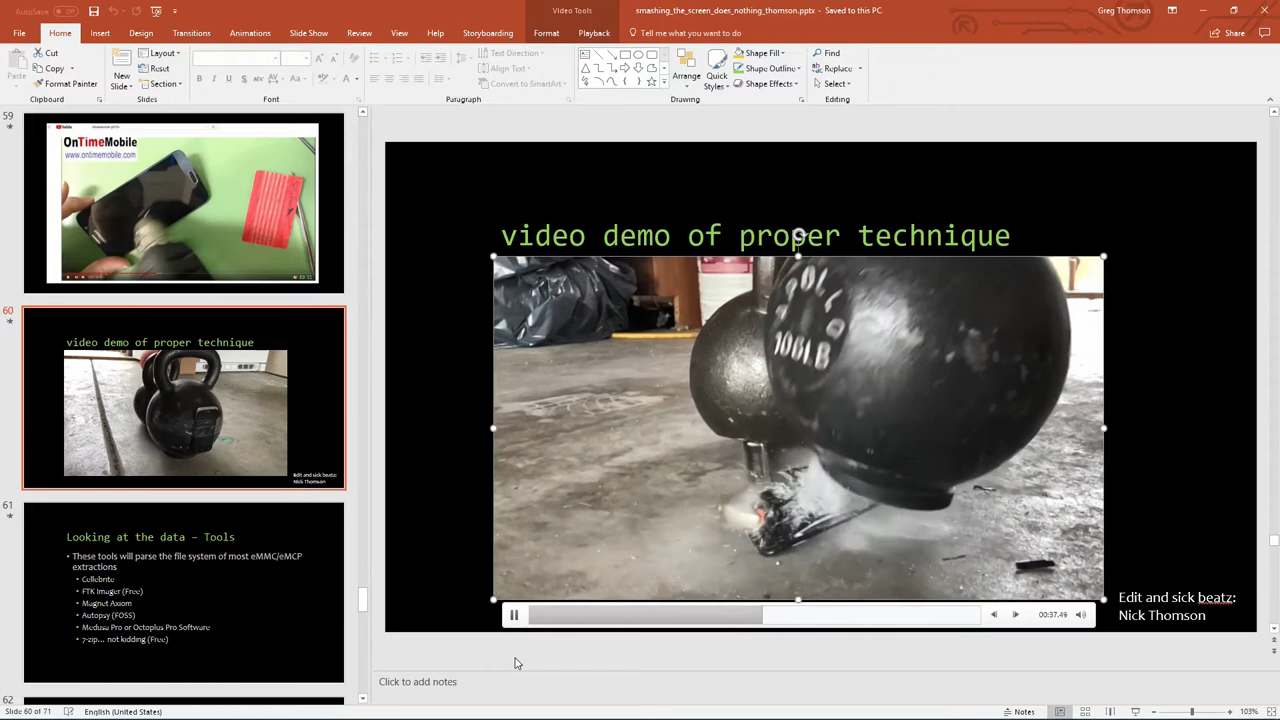 AutoSave
Off
Video Tools
smashing_the_screen_does_nothing_thomson.pptx - Saved to this PC
Greg Thomson
File
Home
Insert
Design
Transitions
Animations
Slide Show
Review
View
Help
Storyboarding
Format
Playback
Tell me what you want to do
Share
Paste
Cut
Copy
Format Painter
Clipboard
New
Slide
Layout
Reset
Section
Slides
Font
Text Direction
Align Text
Convert to SmartArt
Paragraph
Arrange
Quick
Styles
Shape Fill
Shape Outline
Shape Effects
Drawing
Find
Replace
Select
Editing
59
YouTube
OnTimeMobile
www.ontimemobile.com
60
video demo of proper technique
Edit and sick beatz:
Nick Thomson
61
Looking at the data – Tools
• These tools will parse the file system of most eMMC/eMCP
extractions
• Cellebrite
• FTK Imager (Free)
• Magnet Axiom
• Autopsy (FOSS)
• Medusa Pro or Octoplus Pro Software
• 7-zip... not kidding (Free)
62
video demo of proper technique
106LB
00:37.49
Edit and sick beatz:
Nick Thomson
Click to add notes
Slide 60 of 71
English (United States)
Notes
103%